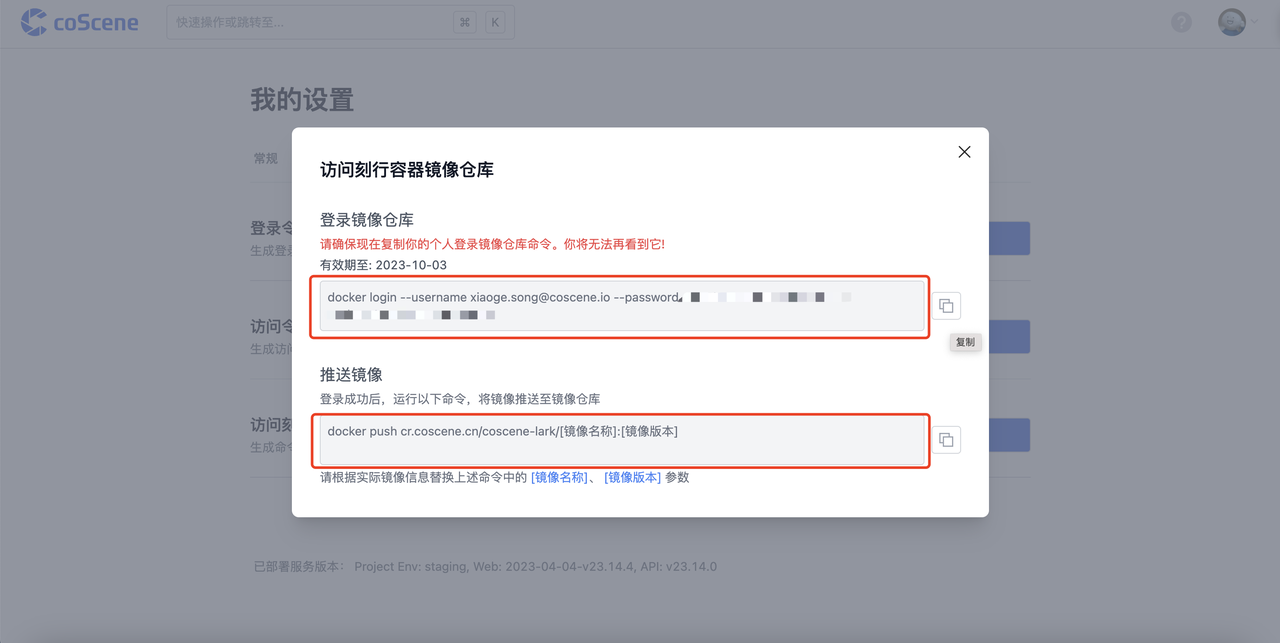 coScene
快速操作或跳转至...
⌘
K
?
我的设置
常规
访问刻行容器镜像仓库
登录镜像仓库
请确保现在复制你的个人登录镜像仓库命令。你将无法再看到它!
有效期至: 2023-10-03
docker login --username xiaoge.song@coscene.io --password
复制
登录令
生成登
访问令
生成访
访问刻
生成命
推送镜像
登录成功后，运行以下命令，将镜像推送至镜像仓库
docker push cr.coscene.cn/coscene-lark/[镜像名称]:[镜像版本]
请根据实际镜像信息替换上述命令中的 [镜像名称]、 [镜像版本] 参数
已部署服务版本： Project Env: staging, Web: 2023-04-04-v23.14.4, API: v23.14.0